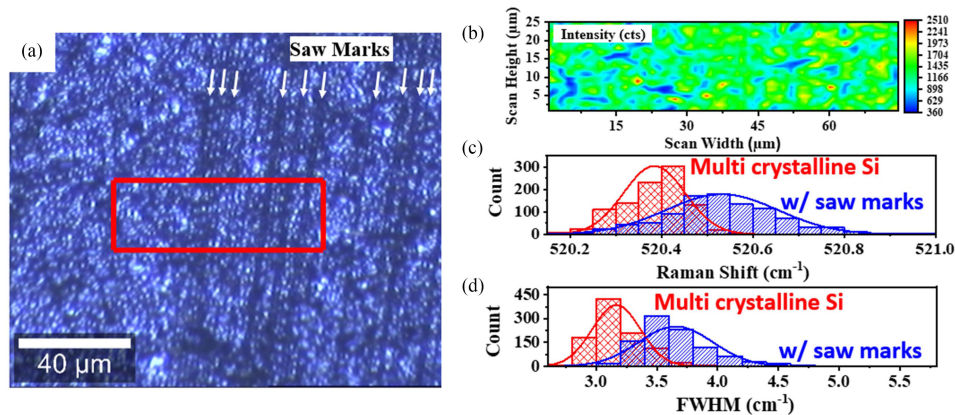 (a)
Saw Marks
40 µm
(b)
Intensity (cts)
Scan Height (µm)
25
20
15
10
5
15
30
45
60
Scan Width (µm)
2510
2241
1973
1704
1435
1166
898
629
360
(c)
Multi crystalline Si
w/ saw marks
Count
300
200
100
0
520.2
520.4
520.6
520.8
521.0
Raman Shift (cm-1)
(d)
Multi crystalline Si
w/ saw marks
Count
450
300
150
0
3.0
3.5
4.0
4.5
5.0
5.5
FWHM (cm-1)